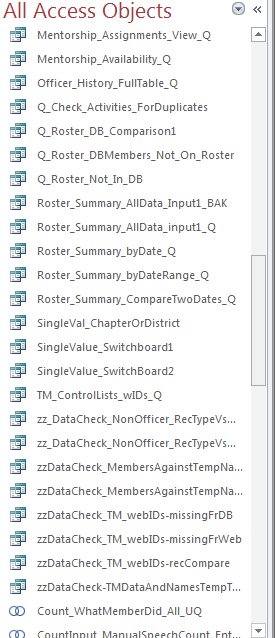 All Access Objects
Mentorship_Assignments_View_Q
Mentorship_Availability_Q
Officer_History_FullTable_Q
Q_Check_Activities_ForDuplicates
Q_Roster_DB_Comparison1
Q_Roster_DBMembers_Not_On_Roster
Q_Roster_Not_In_DB
Roster_Summary_AllData_Input1_BAK
Roster_Summary_AllData_input1_Q
Roster_Summary_byDate_Q
Roster_Summary_byDateRange_Q
Roster_Summary_CompareTwoDates_Q
SingleVal_ChapterOrDistrict
SingleValue_Switchboard1
SingleValue_Switchboard2
TM_ControlLists_wIDs_Q
zz_DataCheck_NonOfficer_RecTypeVs...
zz_DataCheck_NonOfficer_RecTypeVs...
zzDataCheck_MembersAgainstTempNa...
zzDataCheck_MembersAgainstTempNa...
zzDataCheck_TM_webIDs-missingFrDB
zzDataCheck_TM_webIDs-missingFrWeb
zzDataCheck_TM_webIDs-recCompare
zzDataCheck-TMDataAndNamesTempT...
Count_WhatMemberDid_All_UQ
CountInput_ManualSpeechCount_Ent...